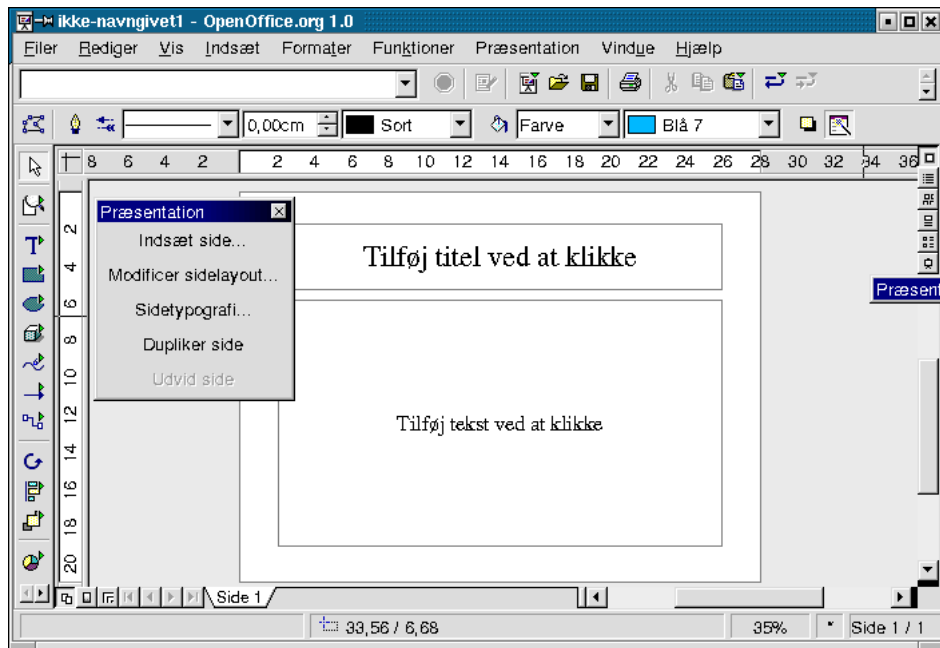 ikke-navngivet1 - OpenOffice.org 1.0
Filer Rediger Vis Indsæt Formater Funktioner Præsentation Vindue Hjælp
0,00cm Sort Farve Blå 7
8 6 4 2 2 4 6 8 10 12 14 16 18 20 22 24 26 28 30 32 34 36
Præsentation
Indsæt side...
Modificer sidelayout...
Sidetypografi...
Dupliker side
Udvid side
2 4 6 8 10 12 14 16 18 20
Tilføj titel ved at klikke
Præsent
Tilføj tekst ved at klikke
Side 1
33,56 / 6,68 35% * Side 1 / 1